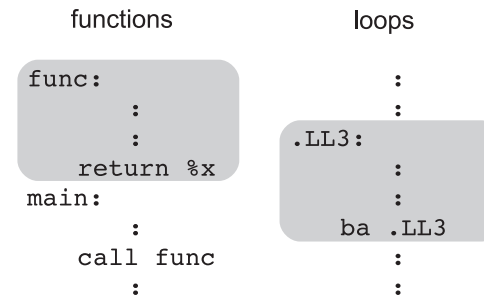 functions
func:
:
:
return %x
main:
:
call func
:
loops
:
:
.LL3:
:
:
ba .LL3
:
: